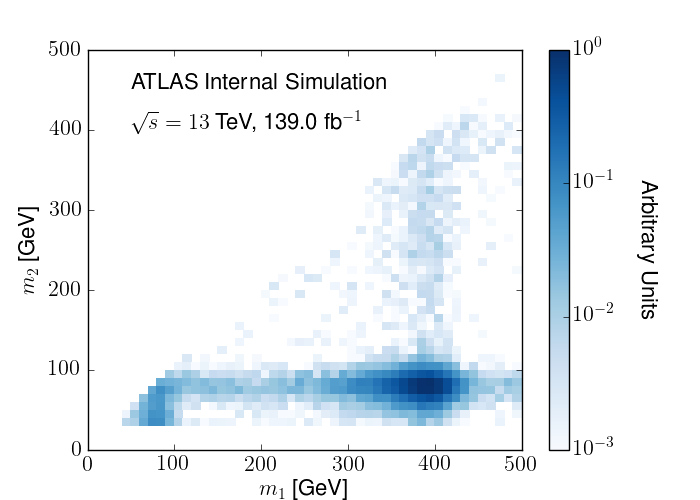 ATLAS Internal Simulation
√s = 13 TeV, 139.0 fb⁻¹
500
400
300
200
100
0
m₂ [GeV]
0 100 200 300 400 500
m₁ [GeV]
10⁰
10⁻¹
10⁻²
10⁻³
Arbitrary Units